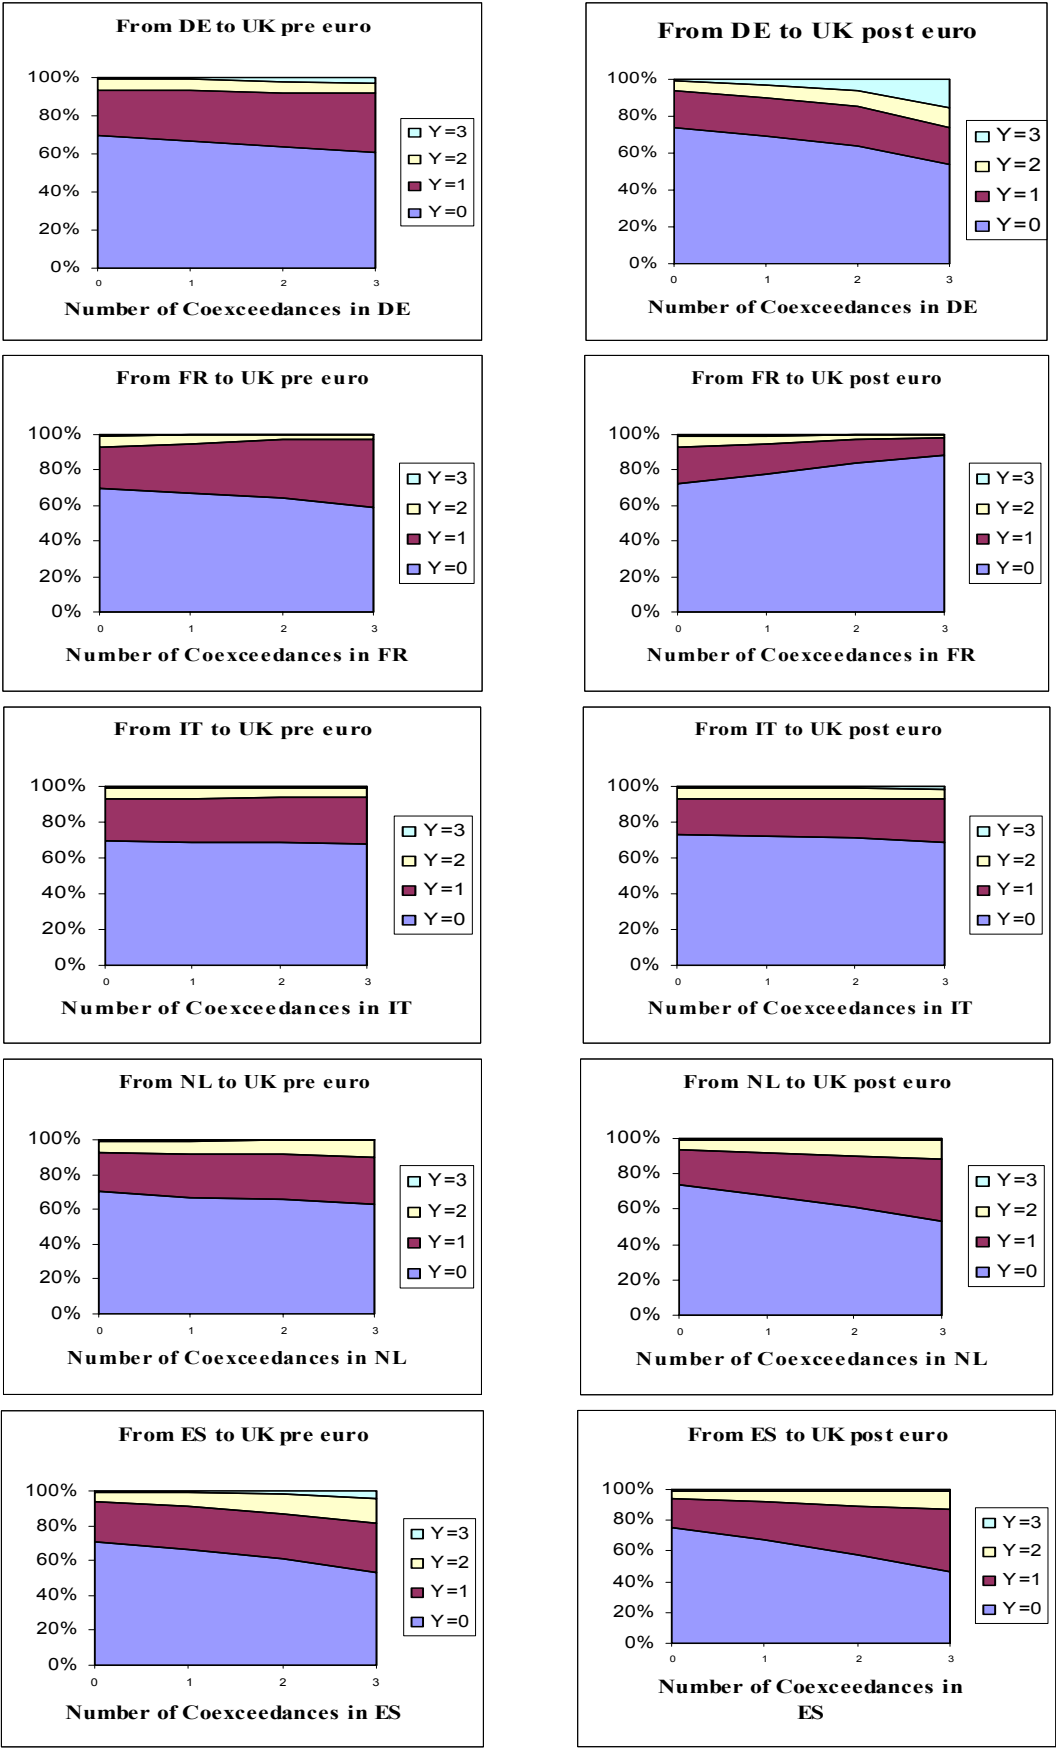 From DE to UK pre euro
100%
80%
60%
40%
20%
0%
0 1 2 3
Number of Coexceedances in DE
Y=3
Y=2
Y=1
Y=0
From DE to UK post euro
100%
80%
60%
40%
20%
0%
0 1 2 3
Number of Coexceedances in DE
Y=3
Y=2
Y=1
Y=0
From FR to UK pre euro
100%
80%
60%
40%
20%
0%
0 1 2 3
Number of Coexceedances in FR
Y=3
Y=2
Y=1
Y=0
From FR to UK post euro
100%
80%
60%
40%
20%
0%
0 1 2 3
Number of Coexceedances in FR
Y=3
Y=2
Y=1
Y=0
From IT to UK pre euro
100%
80%
60%
40%
20%
0%
0 1 2 3
Number of Coexceedances in IT
Y=3
Y=2
Y=1
Y=0
From IT to UK post euro
100%
80%
60%
40%
20%
0%
0 1 2 3
Number of Coexceedances in IT
Y=3
Y=2
Y=1
Y=0
From NL to UK pre euro
100%
80%
60%
40%
20%
0%
0 1 2 3
Number of Coexceedances in NL
Y=3
Y=2
Y=1
Y=0
From NL to UK post euro
100%
80%
60%
40%
20%
0%
0 1 2 3
Number of Coexceedances in NL
Y=3
Y=2
Y=1
Y=0
From ES to UK pre euro
100%
80%
60%
40%
20%
0%
0 1 2 3
Number of Coexceedances in ES
Y=3
Y=2
Y=1
Y=0
From ES to UK post euro
100%
80%
60%
40%
20%
0%
0 1 2 3
Number of Coexceedances in
ES
Y=3
Y=2
Y=1
Y=0